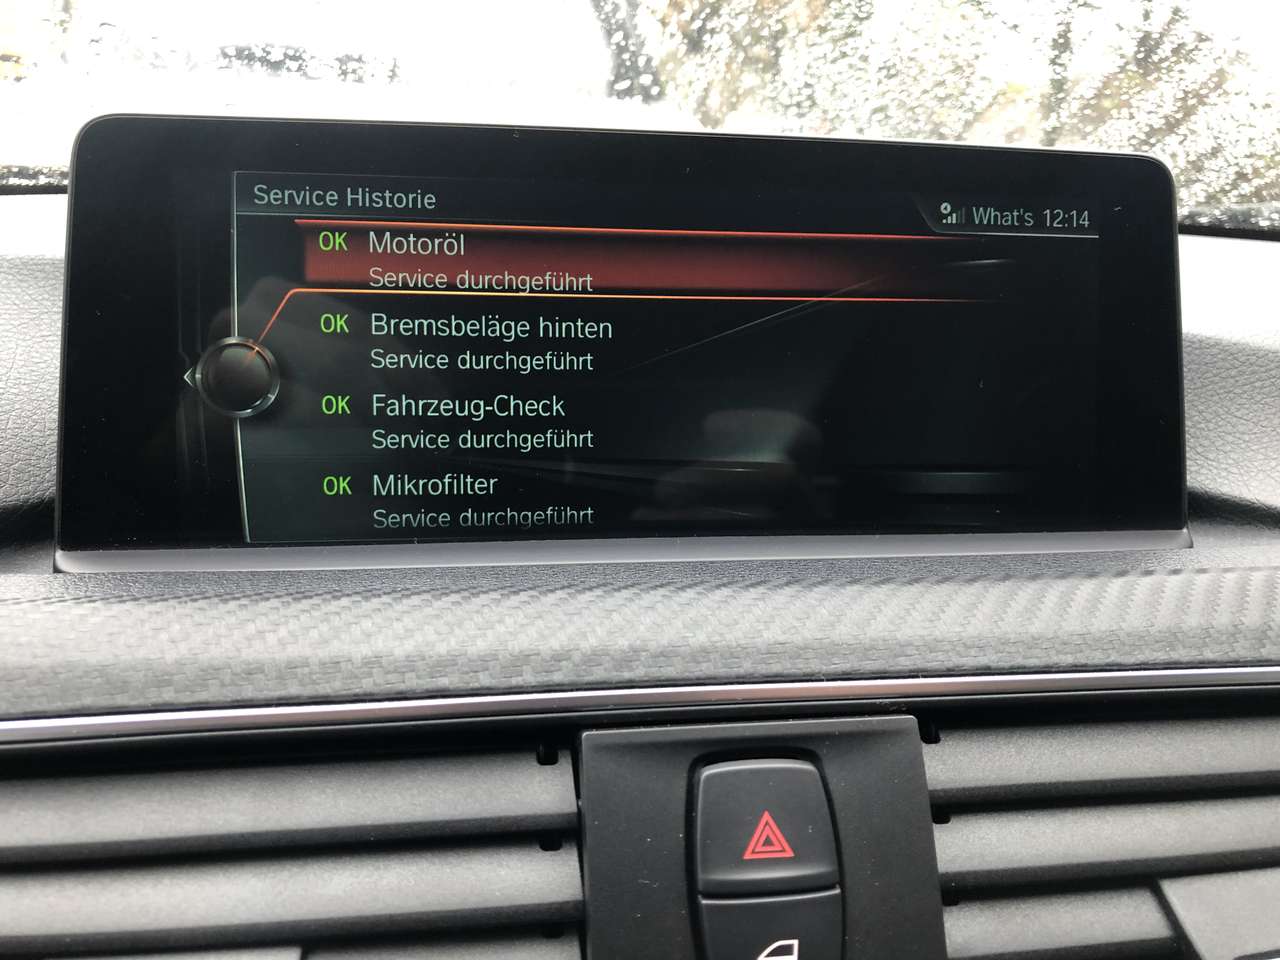 Service Historie
What's 12:14
OK Motoröl
Service durchgeführt
OK Bremsbeläge hinten
Service durchgeführt
OK Fahrzeug-Check
Service durchgeführt
OK Mikrofilter
Service durchgeführt